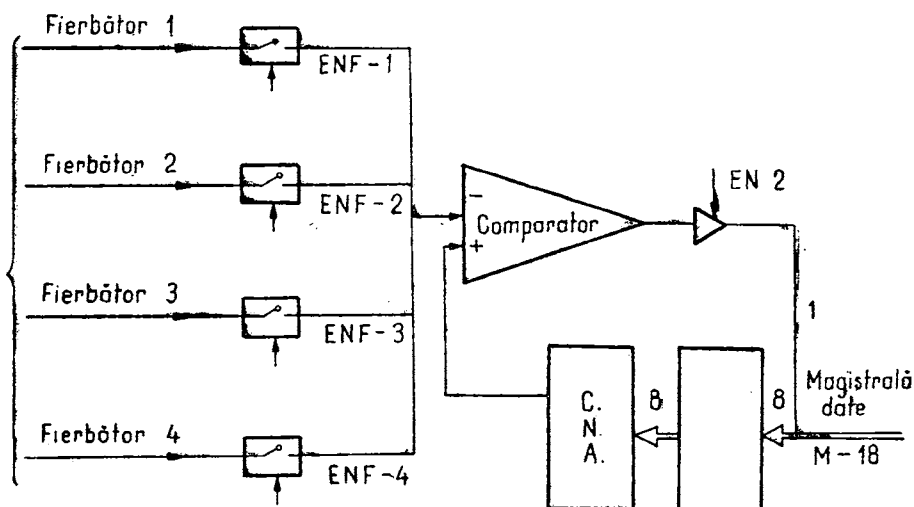 Fierbător 1
ENF-1
Fierbător 2
ENF-2
EN 2
-
Comparator
+
Fierbător 3
ENF-3
1
C.
N.
A.
8
8
Magistrală
date
M-18
Fierbător 4
ENF-4